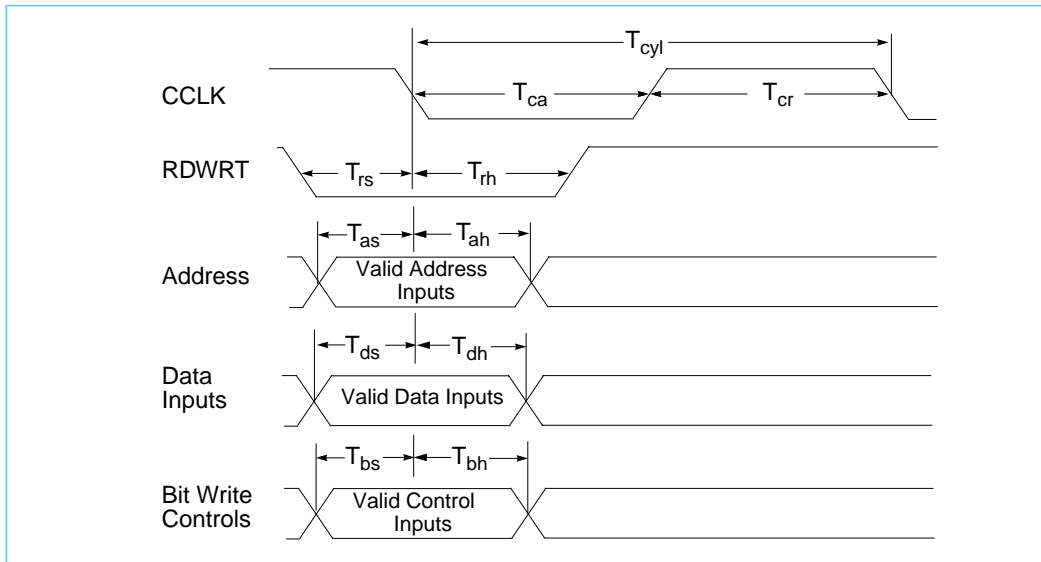 T_cyl
CCLK
T_ca
T_cr
RDWRT
T_rs
T_rh
T_as
T_ah
Address
Valid Address
Inputs
T_ds
T_dh
Data
Inputs
Valid Data Inputs
T_bs
T_bh
Bit Write
Controls
Valid Control
Inputs